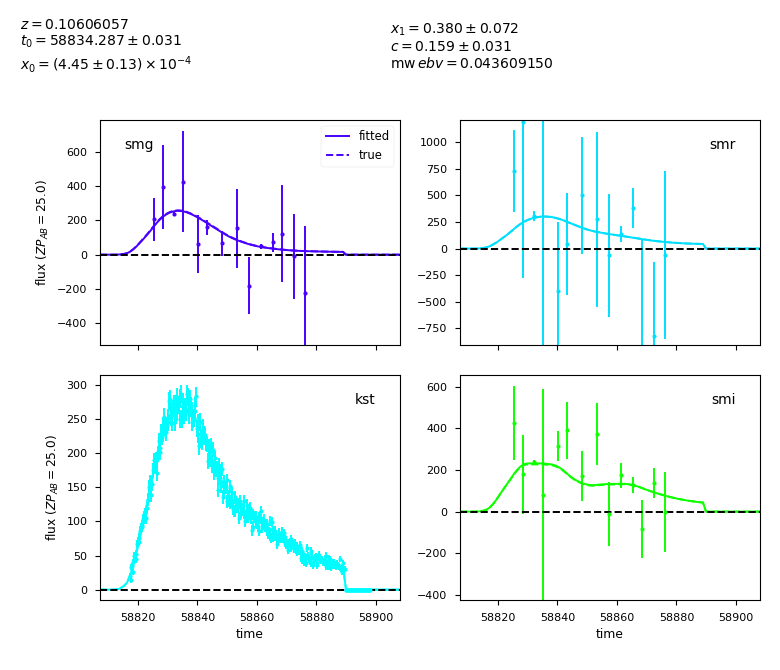 z = 0.10606057
t₀ = 58834.287 ± 0.031
x₀ = (4.45 ± 0.13) × 10⁻⁴
x₁ = 0.380 ± 0.072
c = 0.159 ± 0.031
mw ebv = 0.043609150
smg
fitted
true
600
400
200
0
−200
−400
flux (ZP_AB = 25.0)
smr
1000
750
500
250
0
−250
−500
−750
kst
300
250
200
150
100
50
0
flux (ZP_AB = 25.0)
58820 58840 58860 58880 58900
time
smi
600
400
200
0
−200
−400
58820 58840 58860 58880 58900
time